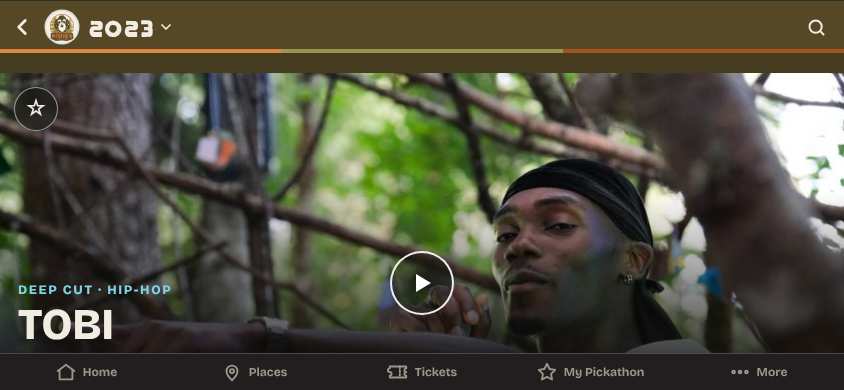 2023
DEEP CUT · HIP-HOP
TOBI
Home
Places
Tickets
My Pickathon
More